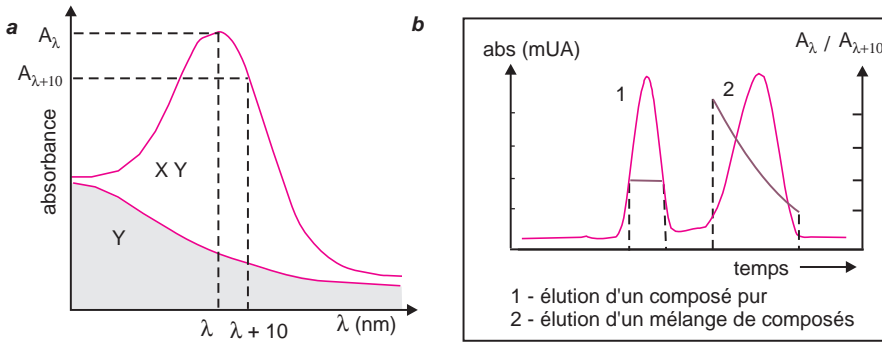 a
A_λ
A_λ+10
absorbance
X Y
Y
λ
λ + 10
λ (nm)
b
abs (mUA)
A_λ / A_λ+10
1
2
temps
1 - élution d'un composé pur
2 - élution d'un mélange de composés